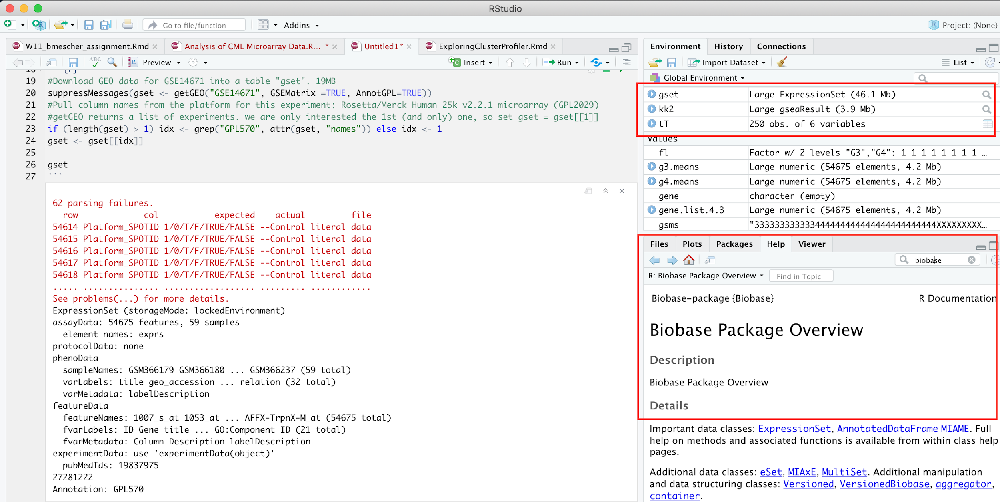 RStudio
Go to file/function
Addins
Project: (None)
W11_bmescher_assignment.Rmd
Analysis of CML Microarray Data.R... *
Untitled1*
ExploringClusterProfiler.Rmd
ABC
Preview
Insert
Run
18 ```{r}
19 #Download GEO data for GSE14671 into a table "gset". 19MB
20 suppressMessages(gset <- getGEO("GSE14671", GSEMatrix =TRUE, AnnotGPL=TRUE))
21 #Pull column names from the platform for this experiment: Rosetta/Merck Human 25k v2.2.1 microarray (GPL2029)
22 #getGEO returns a list of experiments. we are only interested the 1st (and only) one, so set gset = gset[[1]]
23 if (length(gset) > 1) idx <- grep("GPL570", attr(gset, "names")) else idx <- 1
24 gset <- gset[[idx]]
25
26 gset
27 ```
62 parsing failures.
row col expected actual file
54614 Platform_SPOTID 1/0/T/F/TRUE/FALSE --Control literal data
54615 Platform_SPOTID 1/0/T/F/TRUE/FALSE --Control literal data
54616 Platform_SPOTID 1/0/T/F/TRUE/FALSE --Control literal data
54617 Platform_SPOTID 1/0/T/F/TRUE/FALSE --Control literal data
54618 Platform_SPOTID 1/0/T/F/TRUE/FALSE --Control literal data
..... ............... .................. ......... ............
See problems(...) for more details.
ExpressionSet (storageMode: lockedEnvironment)
assayData: 54675 features, 59 samples
element names: exprs
protocolData: none
phenoData
sampleNames: GSM366179 GSM366180 ... GSM366237 (59 total)
varLabels: title geo_accession ... relation (32 total)
varMetadata: labelDescription
featureData
featureNames: 1007_s_at 1053_at ... AFFX-TrpnX-M_at (54675 total)
fvarLabels: ID Gene title ... GO:Component ID (21 total)
fvarMetadata: Column Description labelDescription
experimentData: use 'experimentData(object)'
pubMedIds: 19837975
27281222
Annotation: GPL570
Environment History Connections
Import Dataset
List
Global Environment
gset Large ExpressionSet (46.1 Mb)
kk2 Large gseaResult (3.9 Mb)
tT 250 obs. of 6 variables
Values
fl Factor w/ 2 levels "G3","G4": 1 1 1 1 1 1 1 1 …
g3.means Large numeric (54675 elements, 4.2 Mb)
g4.means Large numeric (54675 elements, 4.2 Mb)
gene character (empty)
gene.list.4.3 Large numeric (54675 elements, 4.2 Mb)
gsms
Files Plots Packages Help Viewer
biobase
R: Biobase Package Overview
Find in Topic
Biobase-package {Biobase}
R Documentation
Biobase Package Overview
Description
Biobase Package Overview
Details
Important data classes: ExpressionSet, AnnotatedDataFrame MIAME. Full
help on methods and associated functions is available from within class help
pages.
Additional data classes: eSet, MIAxE, MultiSet. Additional manipulation
and data structuring classes: Versioned, VersionedBiobase, aggregator,
container.